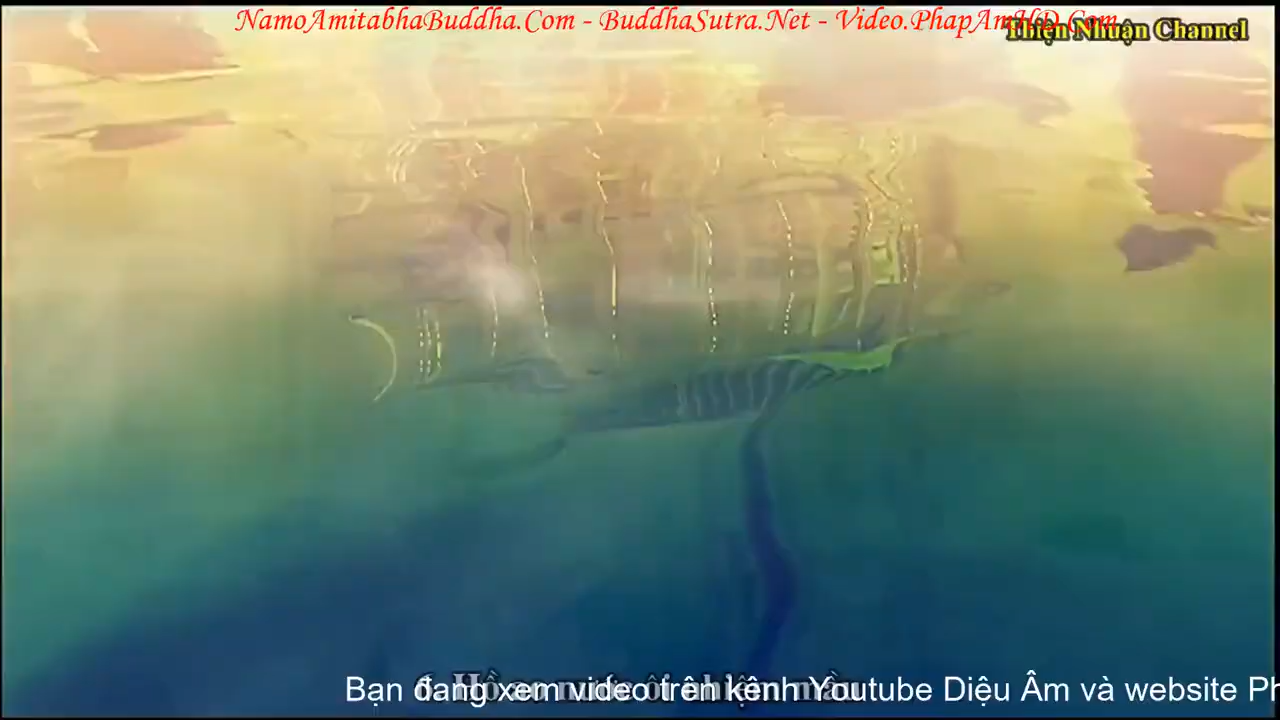 NamoAmitabhaBuddha.Com - BuddhaSutra.Net - Video.PhapAmHD.Com
Thiện Nhuận Channel
Bạn đang xem video trên kênh Youtube Diệu Âm và website Ph